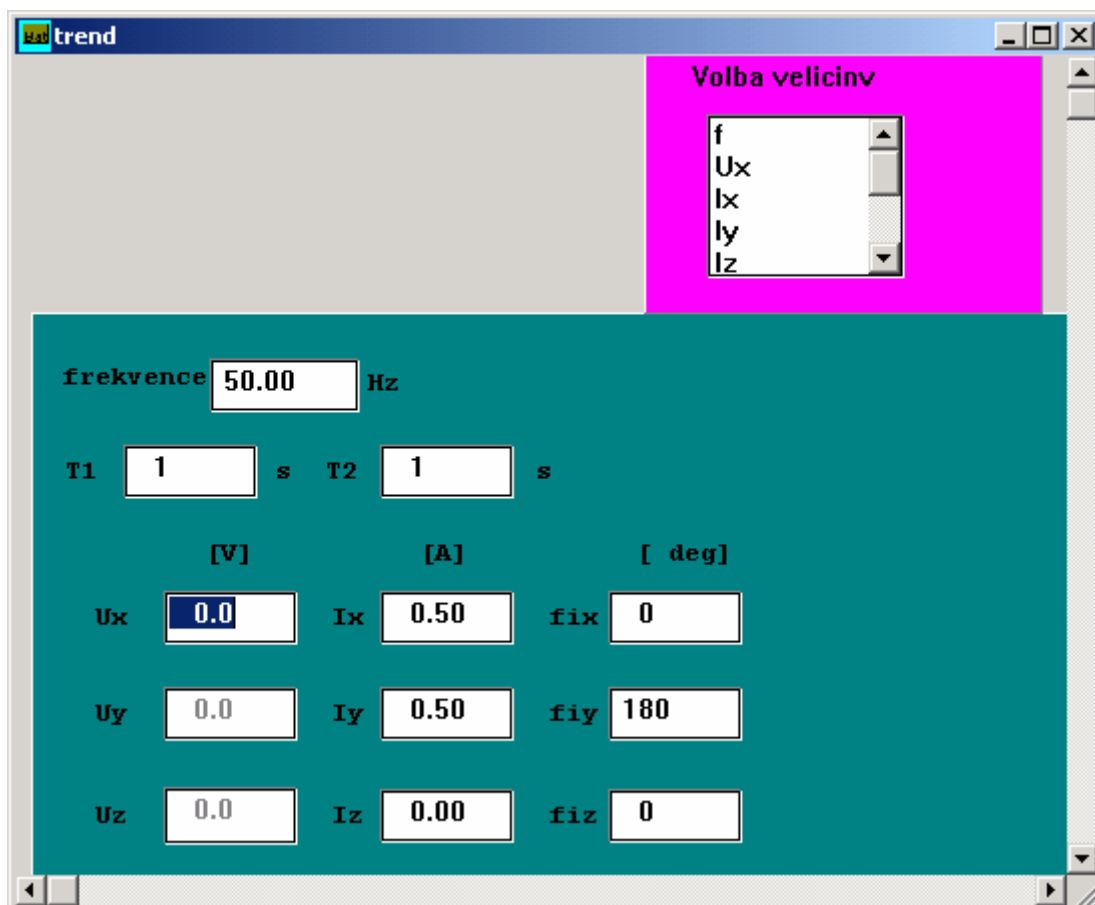 trend
Volba velicinv
f
Ux
Ix
Iy
Iz
frekvence 50.00 Hz
T1 1 s T2 1 s
[V] [A] [ deg]
Ux 0.0 Ix 0.50 fix 0
Uy 0.0 Iy 0.50 fiy 180
Uz 0.0 Iz 0.00 fiz 0